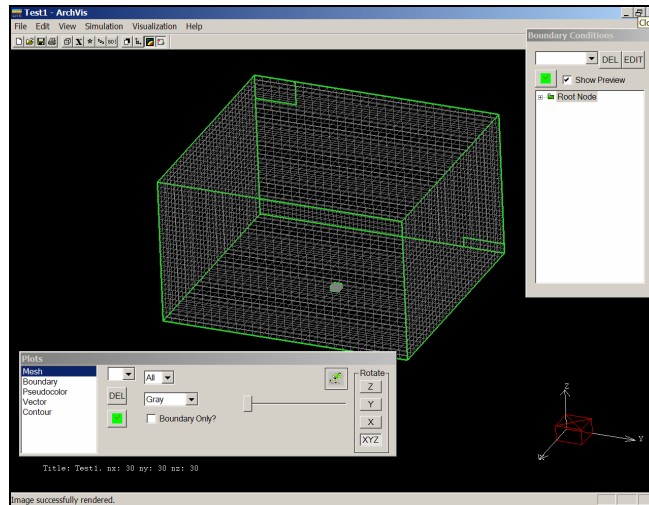 Test1 - ArchVis
File Edit View Simulation Visualization Help
Boundary Conditions
DEL EDIT
Show Preview
Root Node
Plots
Mesh
Boundary
Pseudocolor
Vector
Contour
All
DEL
Gray
Boundary Only?
Rotate
Z
Y
X
XYZ
Z
Y
Title: Test1. nx: 30 ny: 30 nz: 30
Image successfully rendered.